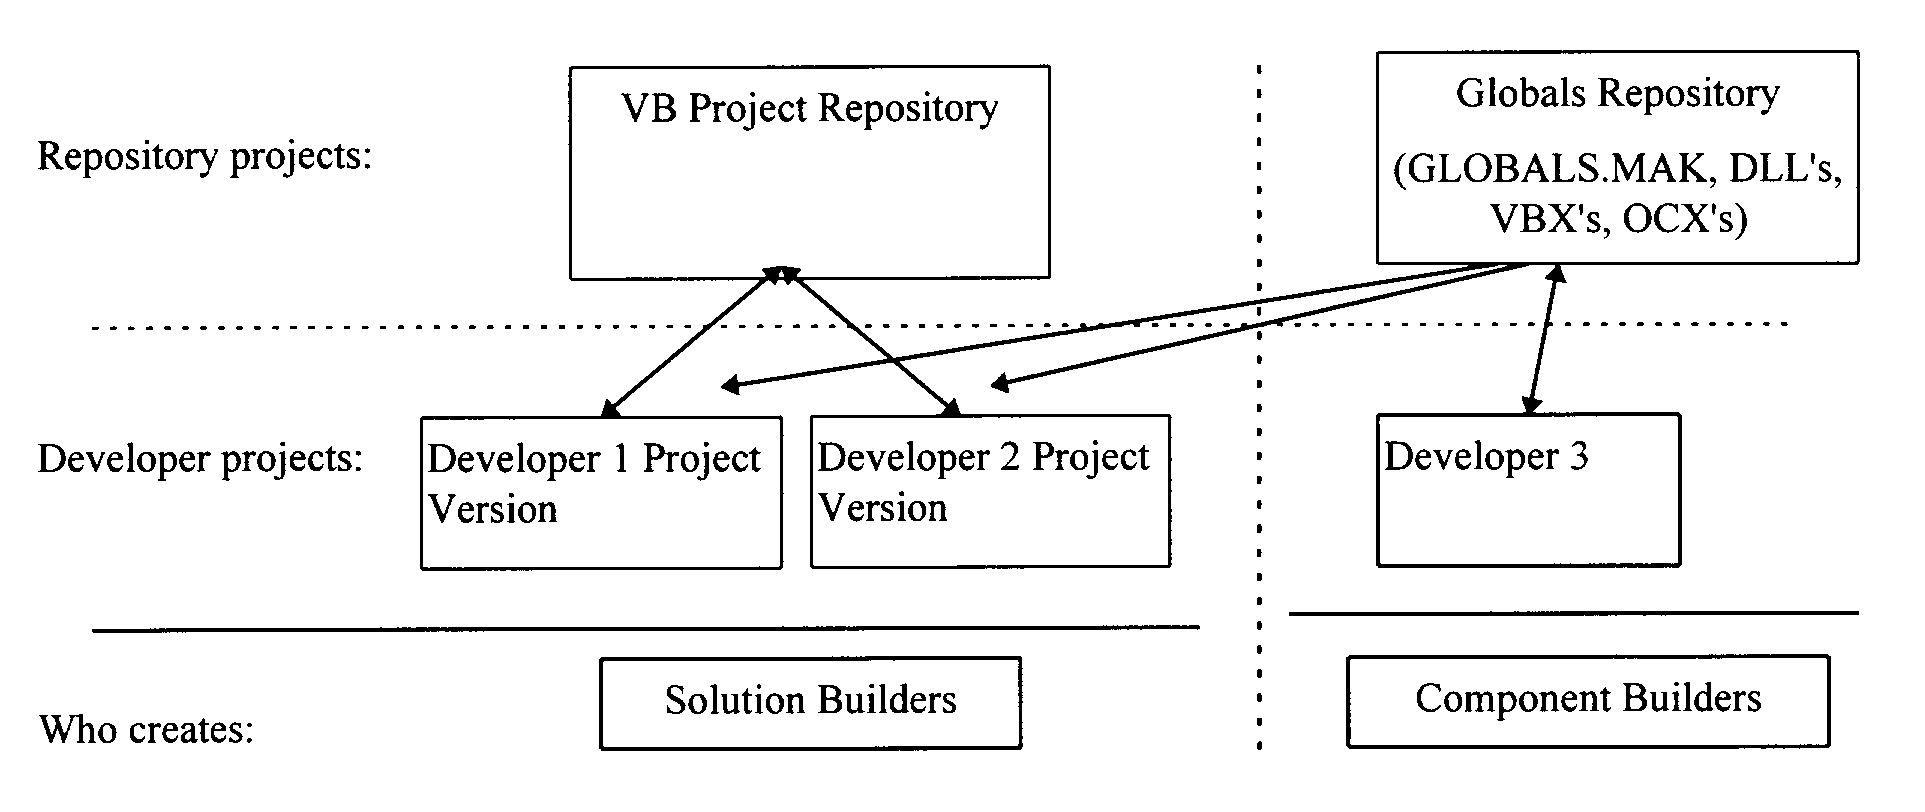 VB Project Repository
Globals Repository
Repository projects:
(GLOBALS.MAK, DLL's,
VBX's, OCX's)
Developer projects:
Developer 1 Project
Version
Developer 2 Project
Version
Developer 3
Who creates:
Solution Builders
Component Builders